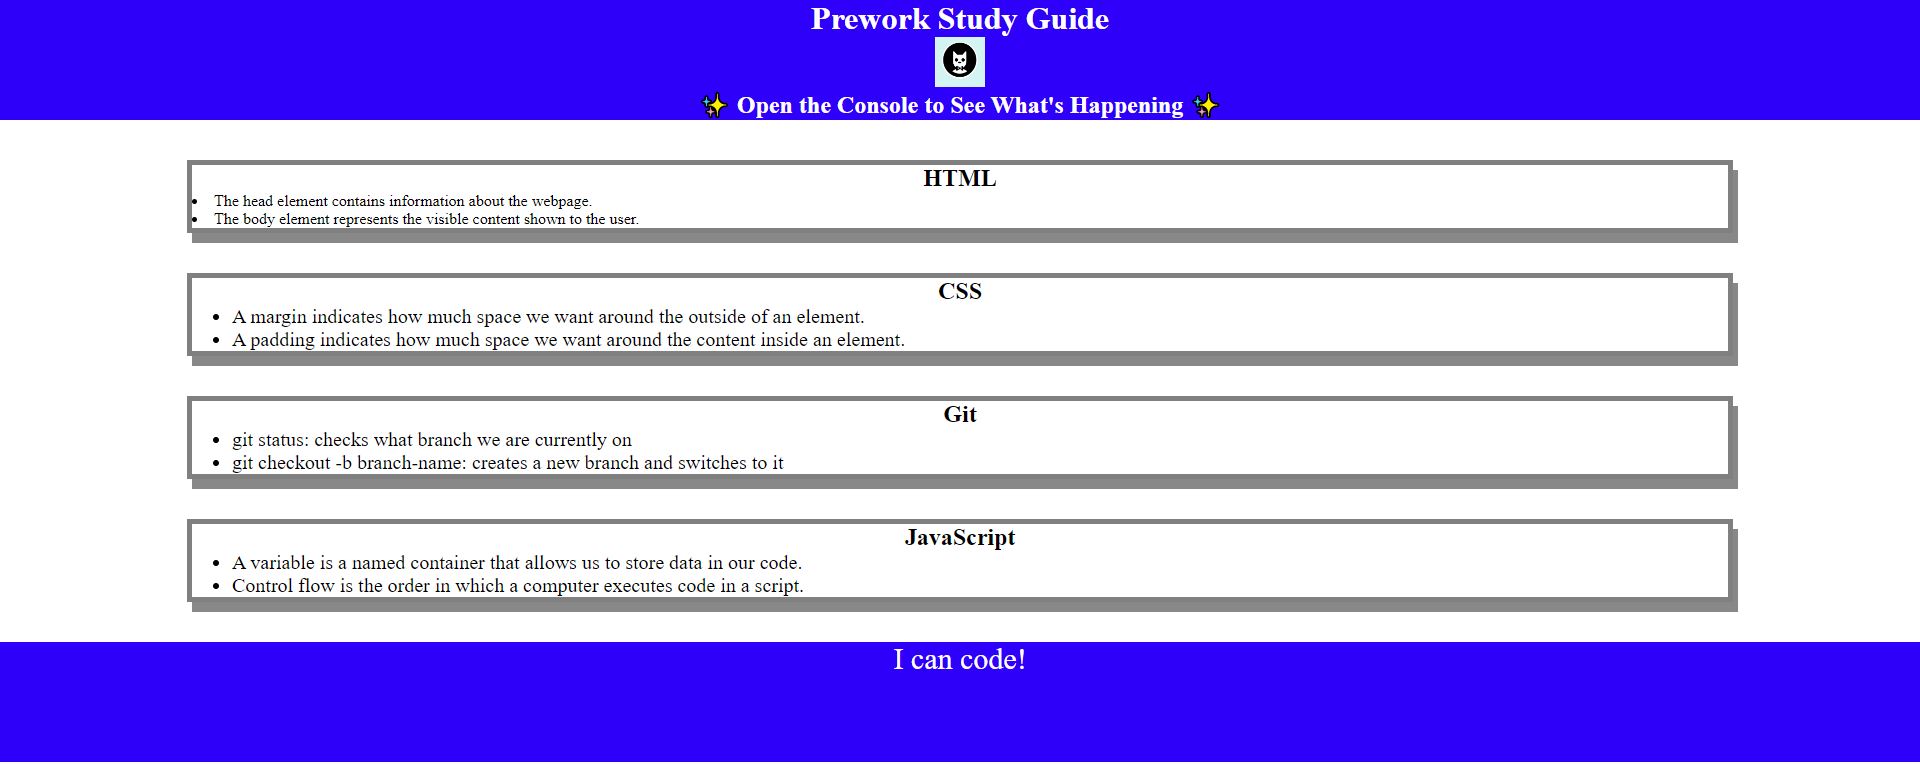 Prework Study Guide
✨ Open the Console to See What's Happening ✨
HTML
• The head element contains information about the webpage.
• The body element represents the visible content shown to the user.
CSS
• A margin indicates how much space we want around the outside of an element.
• A padding indicates how much space we want around the content inside an element.
Git
• git status: checks what branch we are currently on
• git checkout -b branch-name: creates a new branch and switches to it
JavaScript
• A variable is a named container that allows us to store data in our code.
• Control flow is the order in which a computer executes code in a script.
I can code!